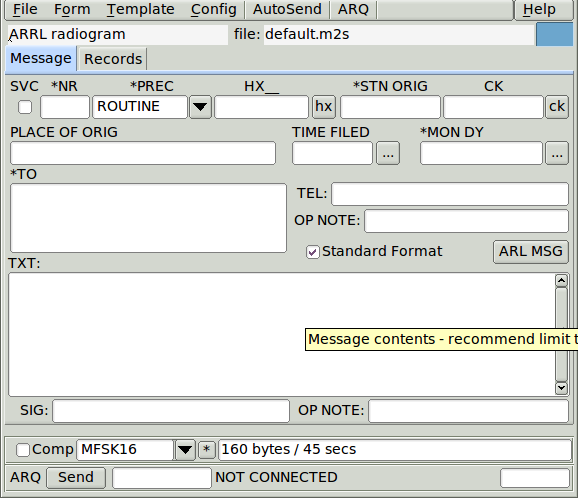 File Form Template Config AutoSend ARQ Help
ARRL radiogram file: default.m2s
Message Records
SVC *NR *PREC HX__ *STN ORIG CK
ROUTINE hx ck
PLACE OF ORIG TIME FILED *MON DY
... ...
*TO
TEL:
OP NOTE:
Standard Format ARL MSG
TXT:
Message contents - recommend limit t
SIG: OP NOTE:
Comp MFSK16 * 160 bytes / 45 secs
ARQ Send NOT CONNECTED